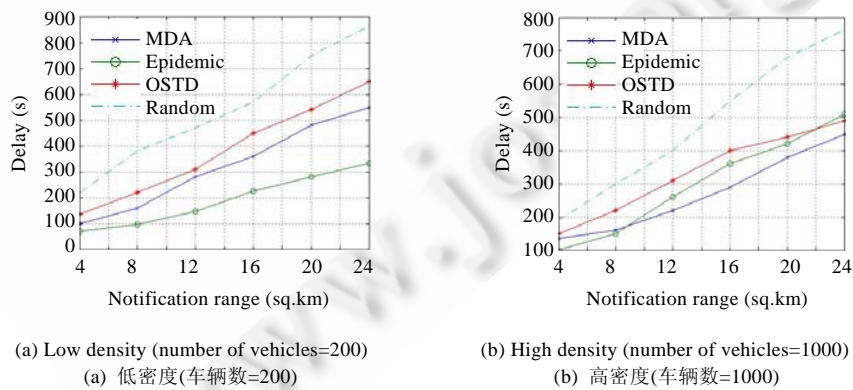 900
800
700
600
500
400
300
200
100
0
Delay (s)
MDA
Epidemic
OSTD
Random
4 8 12 16 20 24
Notification range (sq.km)
800
700
600
500
400
300
200
100
Delay (s)
MDA
Epidemic
OSTD
Random
4 8 12 16 20 24
Notification range (sq.km)
(a) Low density (number of vehicles=200)
(a) 低密度(车辆数=200)
(b) High density (number of vehicles=1000)
(b) 高密度(车辆数=1000)
www.jo